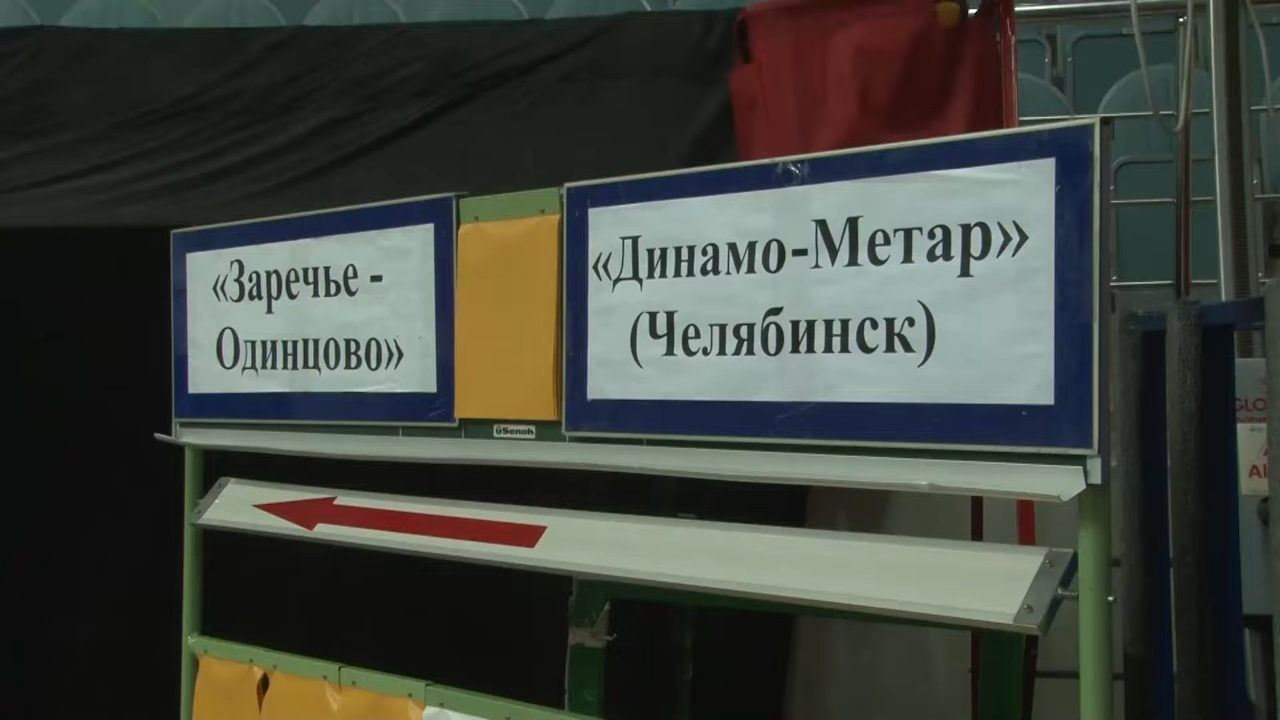 «Заречье -
Одинцово»
«Динамо-Метар»
(Челябинск)
Senoh